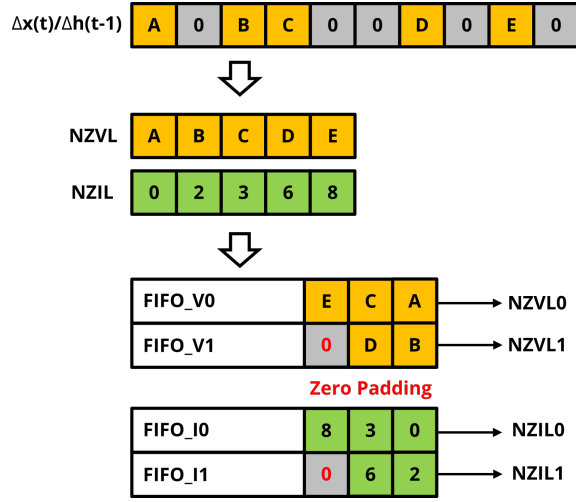 Δx(t)/Δh(t-1) A 0 B C 0 0 D 0 E 0
NZVL A B C D E
NZIL 0 2 3 6 8
FIFO_V0 E C A NZVL0
FIFO_V1 0 D B NZVL1
Zero Padding
FIFO_I0 8 3 0 NZIL0
FIFO_I1 0 6 2 NZIL1